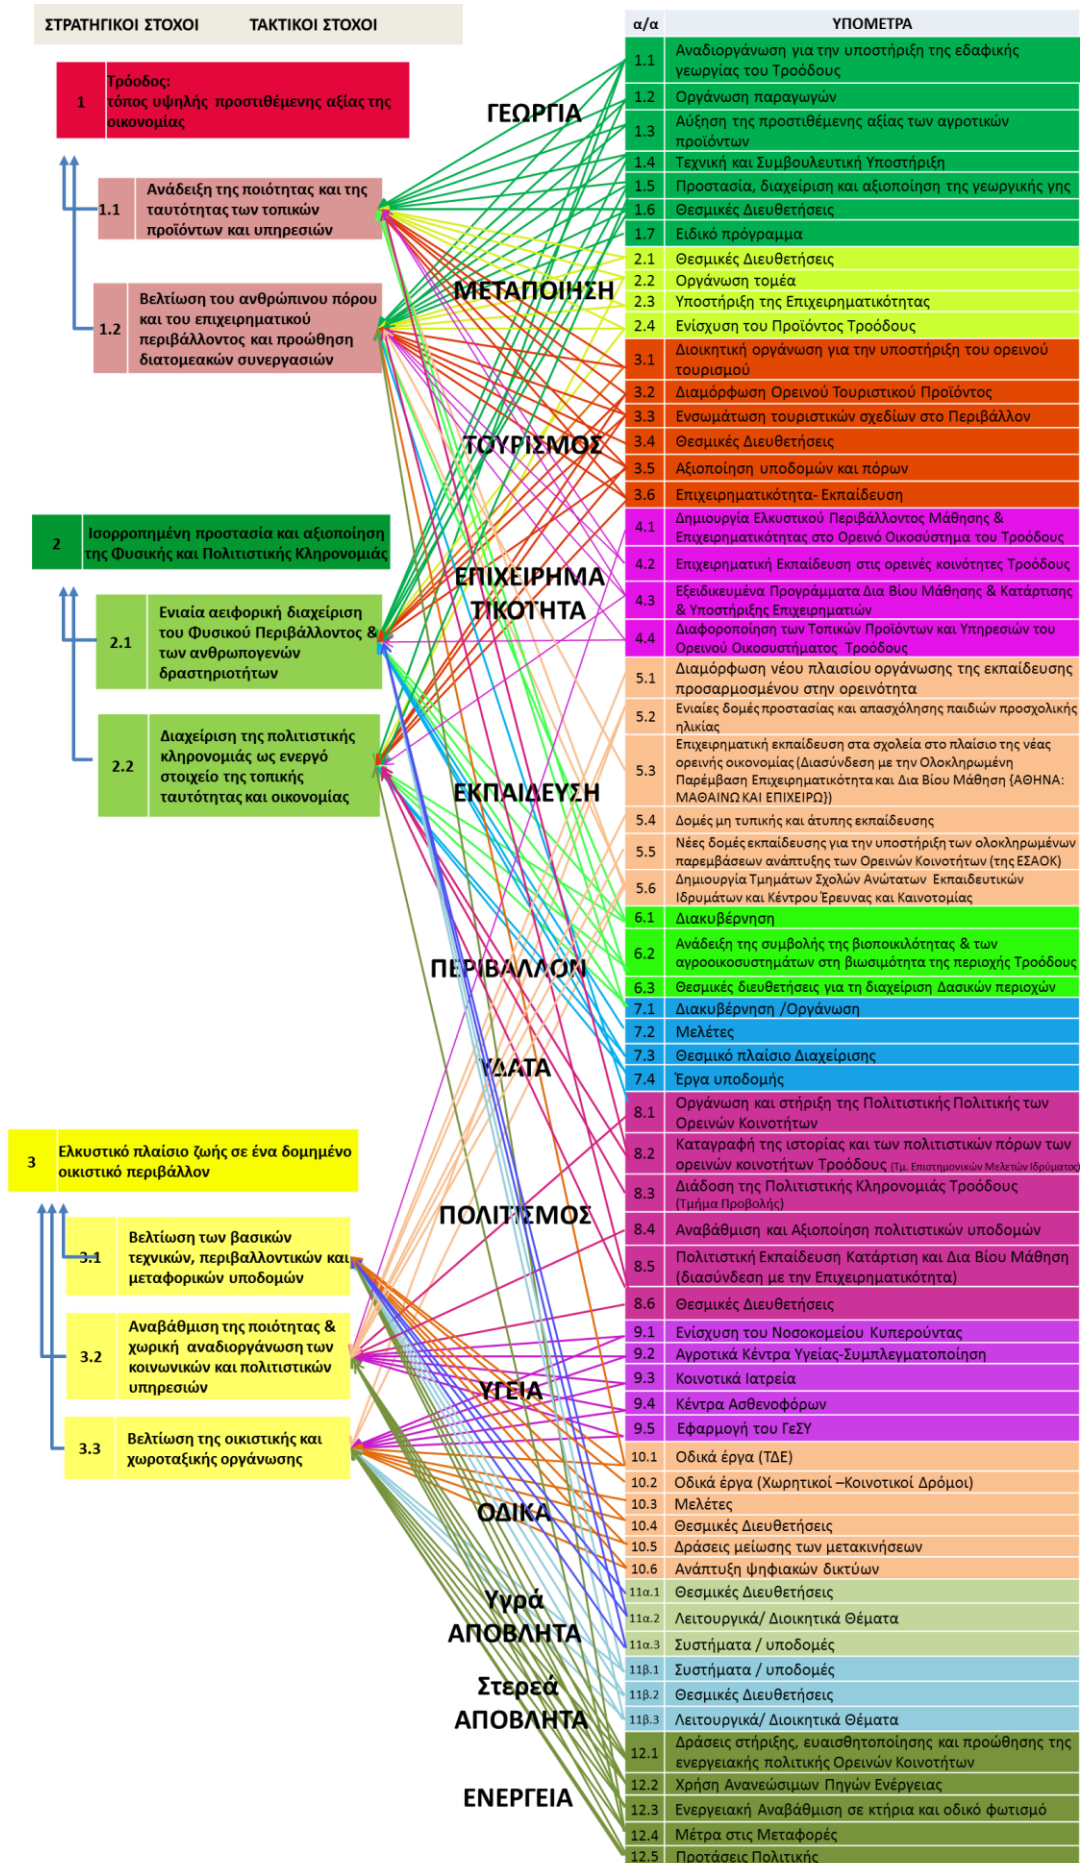 ΣΤΡΑΤΗΓΙΚΟΙ ΣΤΟΧΟΙ ΤΑΚΤΙΚΟΙ ΣΤΟΧΟΙ
1
Τρόοδος:
τόπος υψηλής προστιθέμενης αξίας της
οικονομίας
1.1
Ανάδειξη της ποιότητας και της
ταυτότητας των τοπικών
προϊόντων και υπηρεσιών
1.2
Βελτίωση του ανθρώπινου πόρου
και του επιχειρηματικού
περιβάλλοντος και προώθηση
διατομεακών συνεργασιών
2
Ισορροπημένη προστασία και αξιοποίηση
της Φυσικής και Πολιτιστικής Κληρονομιάς
2.1
Ενιαία αειφορική διαχείριση
του Φυσικού Περιβάλλοντος &
των ανθρωπογενών
δραστηριοτήτων
2.2
Διαχείριση της πολιτιστικής
κληρονομιάς ως ενεργό
στοιχείο της τοπικής
ταυτότητας και οικονομίας
3
Ελκυστικό πλαίσιο ζωής σε ένα δομημένο
οικιστικό περιβάλλον
3.1
Βελτίωση των βασικών
τεχνικών, περιβαλλοντικών και
μεταφορικών υποδομών
3.2
Αναβάθμιση της ποιότητας &
χωρική αναδιοργάνωση των
κοινωνικών και πολιτιστικών
υπηρεσιών
3.3
Βελτίωση της οικιστικής και
χωροταξικής οργάνωσης
ΓΕΩΡΓΙΑ
ΜΕΤΑΠΟΙΗΣΗ
ΤΟΥΡΙΣΜΟΣ
ΕΠΙΧΕΙΡΗΜΑ
ΤΙΚΟΤΗΤΑ
ΕΚΠΑΙΔΕΥΣΗ
ΠΕΡΙΒΑΛΛΟΝ
ΥΔΑΤΑ
ΠΟΛΙΤΙΣΜΟΣ
ΥΓΕΙΑ
ΟΔΙΚΑ
Υγρά
ΑΠΟΒΛΗΤΑ
Στερεά
ΑΠΟΒΛΗΤΑ
ΕΝΕΡΓΕΙΑ
α/α ΥΠΟΜΕΤΡΑ
1.1 Αναδιοργάνωση για την υποστήριξη της εδαφικής
γεωργίας του Τροόδους
1.2 Οργάνωση παραγωγών
1.3 Αύξηση της προστιθέμενης αξίας των αγροτικών
προϊόντων
1.4 Τεχνική και Συμβουλευτική Υποστήριξη
1.5 Προστασία, διαχείριση και αξιοποίηση της γεωργικής γης
1.6 Θεσμικές Διευθετήσεις
1.7 Ειδικό πρόγραμμα
2.1 Θεσμικές Διευθετήσεις
2.2 Οργάνωση τομέα
2.3 Υποστήριξη της Επιχειρηματικότητας
2.4 Ενίσχυση του Προϊόντος Τροόδους
3.1 Διοικητική οργάνωση για την υποστήριξη του ορεινού
τουρισμού
3.2 Διαμόρφωση Ορεινού Τουριστικού Προϊόντος
3.3 Ενσωμάτωση τουριστικών σχεδίων στο Περιβάλλον
3.4 Θεσμικές Διευθετήσεις
3.5 Αξιοποίηση υποδομών και πόρων
3.6 Επιχειρηματικότητα- Εκπαίδευση
4.1 Δημιουργία Ελκυστικού Περιβάλλοντος Μάθησης &
Επιχειρηματικότητας στο Ορεινό Οικοσύστημα του Τροόδους
4.2 Επιχειρηματική Εκπαίδευση στις ορεινές κοινότητες Τροόδους
4.3 Εξειδικευμένα Προγράμματα Δια Βίου Μάθησης & Κατάρτισης
& Υποστήριξης Επιχειρηματιών
4.4 Διαφοροποίηση των Τοπικών Προϊόντων και Υπηρεσιών του
Ορεινού Οικοσυστήματος Τροόδους
5.1 Διαμόρφωση νέου πλαισίου οργάνωσης της εκπαίδευσης
προσαρμοσμένου στην ορεινότητα
5.2 Ενιαίες δομές προστασίας και απασχόλησης παιδιών προσχολικής
ηλικίας
5.3 Επιχειρηματική εκπαίδευση στα σχολεία στο πλαίσιο της νέας
ορεινής οικονομίας (Διασύνδεση με την Ολοκληρωμένη
Παρέμβαση Επιχειρηματικότητα και Δια Βίου Μάθηση {ΑΘΗΝΑ:
ΜΑΘΑΙΝΩ ΚΑΙ ΕΠΙΧΕΙΡΩ})
5.4 Δομές μη τυπικής και άτυπης εκπαίδευσης
5.5 Νέες δομές εκπαίδευσης για την υποστήριξη των ολοκληρωμένων
παρεμβάσεων ανάπτυξης των Ορεινών Κοινοτήτων (της ΕΣΑΟΚ)
5.6 Δημιουργία Τμημάτων Σχολών Ανώτατων Εκπαιδευτικών
Ιδρυμάτων και Κέντρου Έρευνας και Καινοτομίας
6.1 Διακυβέρνηση
6.2 Ανάδειξη της συμβολής της βιοποικιλότητας & των
αγροοικοσυστημάτων στη βιωσιμότητα της περιοχής Τροόδους
6.3 Θεσμικές διευθετήσεις για τη διαχείριση Δασικών περιοχών
7.1 Διακυβέρνηση /Οργάνωση
7.2 Μελέτες
7.3 Θεσμικό πλαίσιο Διαχείρισης
7.4 Έργα υποδομής
8.1 Οργάνωση και στήριξη της Πολιτιστικής Πολιτικής των
Ορεινών Κοινοτήτων
8.2 Καταγραφή της ιστορίας και των πολιτιστικών πόρων των
ορεινών κοινοτήτων Τροόδους (Τμ. Επιστημονικών Μελετών Ιδρύματος)
8.3 Διάδοση της Πολιτιστικής Κληρονομιάς Τροόδους
(Τμήμα Προβολής)
8.4 Αναβάθμιση και Αξιοποίηση πολιτιστικών υποδομών
8.5 Πολιτιστική Εκπαίδευση Κατάρτιση και Δια Βίου Μάθηση
(διασύνδεση με την Επιχειρηματικότητα)
8.6 Θεσμικές Διευθετήσεις
9.1 Ενίσχυση του Νοσοκομείου Κυπερούντας
9.2 Αγροτικά Κέντρα Υγείας-Συμπλεγματοποίηση
9.3 Κοινοτικά Ιατρεία
9.4 Κέντρα Ασθενοφόρων
9.5 Εφαρμογή του ΓεΣΥ
10.1 Οδικά έργα (ΤΔΕ)
10.2 Οδικά έργα (Χωρητικοί –Κοινοτικοί Δρόμοι)
10.3 Μελέτες
10.4 Θεσμικές Διευθετήσεις
10.5 Δράσεις μείωσης των μετακινήσεων
10.6 Ανάπτυξη ψηφιακών δικτύων
11α.1 Θεσμικές Διευθετήσεις
11α.2 Λειτουργικά/ Διοικητικά Θέματα
11α.3 Συστήματα / υποδομές
11β.1 Συστήματα / υποδομές
11β.2 Θεσμικές Διευθετήσεις
11β.3 Λειτουργικά/ Διοικητικά Θέματα
12.1 Δράσεις στήριξης, ευαισθητοποίησης και προώθησης της
ενεργειακής πολιτικής Ορεινών Κοινοτήτων
12.2 Χρήση Ανανεώσιμων Πηγών Ενέργειας
12.3 Ενεργειακή Αναβάθμιση σε κτήρια και οδικό φωτισμό
12.4 Μέτρα στις Μεταφορές
12.5 Προτάσεις Πολιτικής